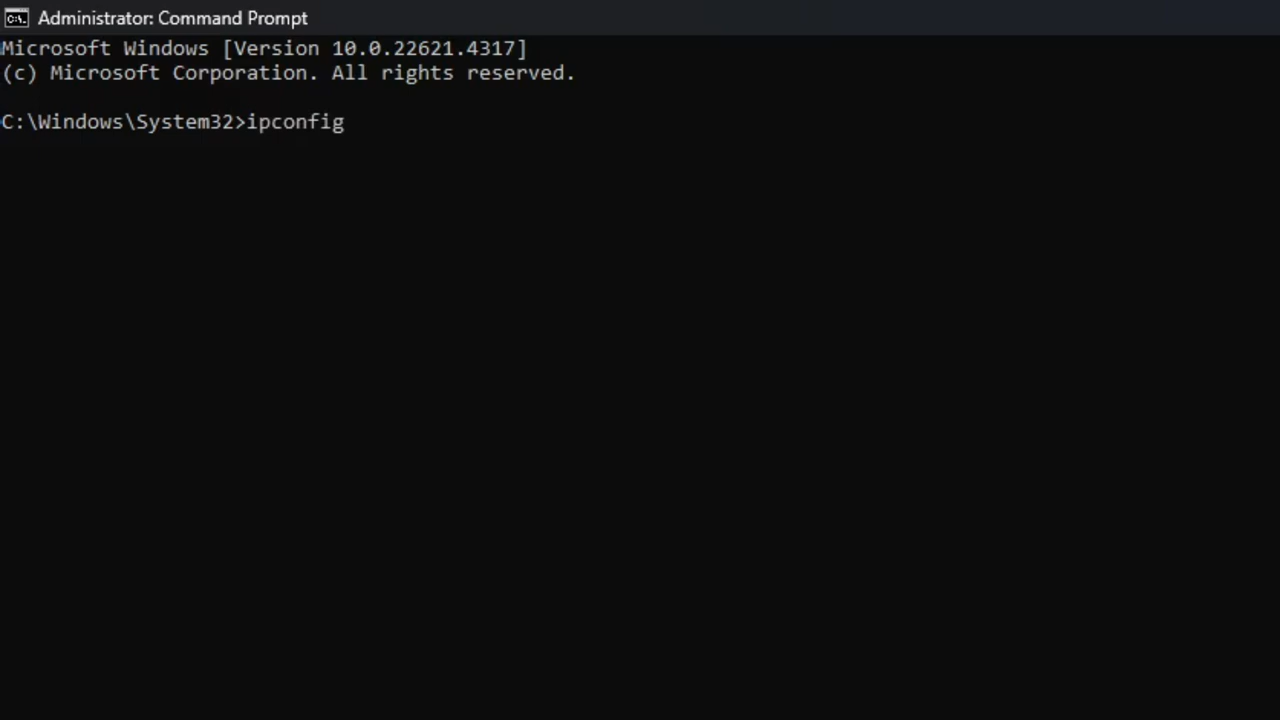 Administrator: Command Prompt
Microsoft Windows [Version 10.0.22621.4317]
(c) Microsoft Corporation. All rights reserved.
C:\Windows\System32>ipconfig